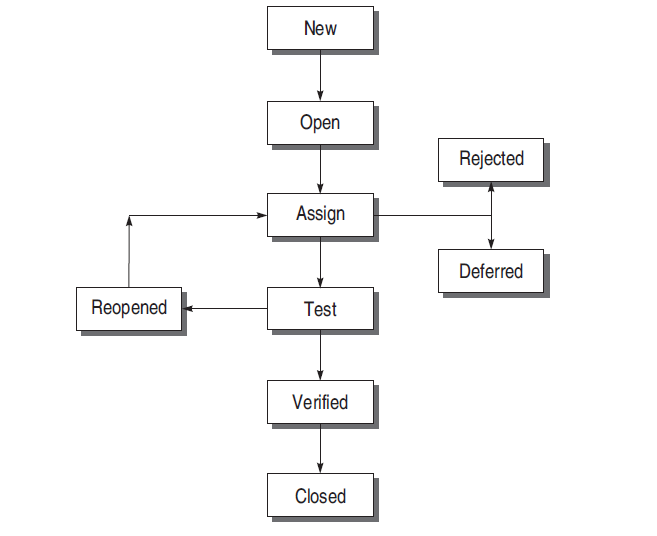 New
Open
Rejected
Assign
Deferred
Reopened
Test
Verified
Closed